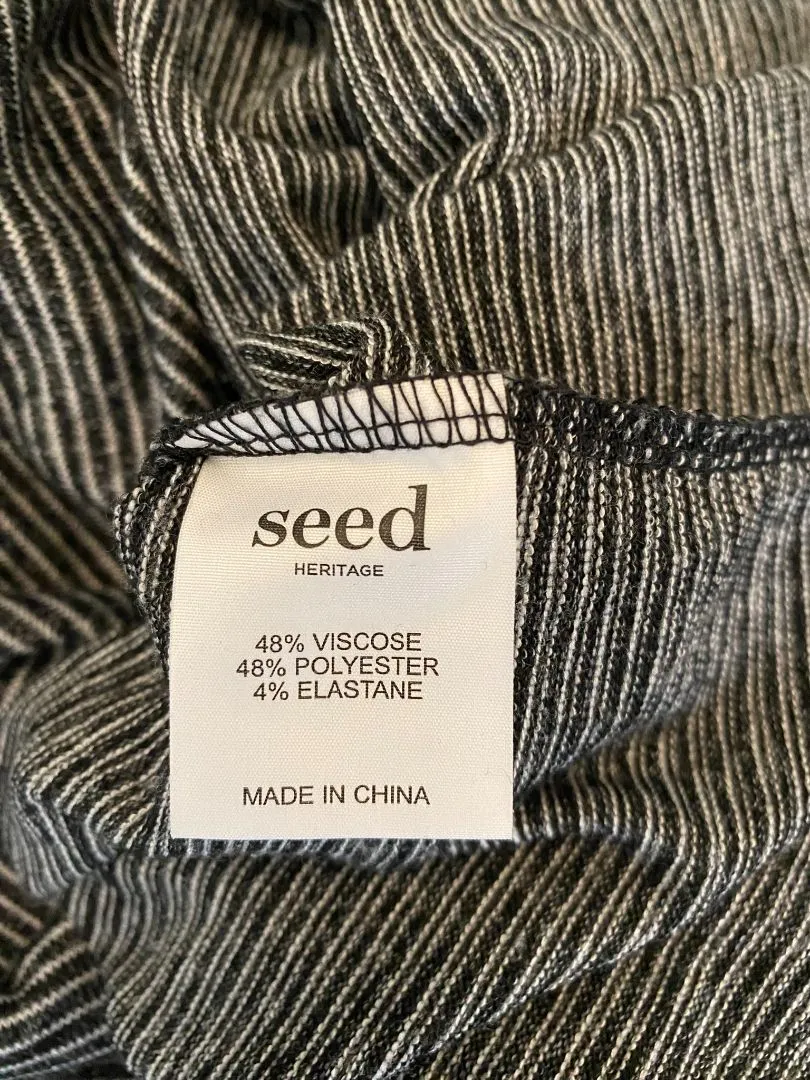 seed
HERITAGE
48% VISCOSE
48% POLYESTER
4% ELASTANE
MADE IN CHINA